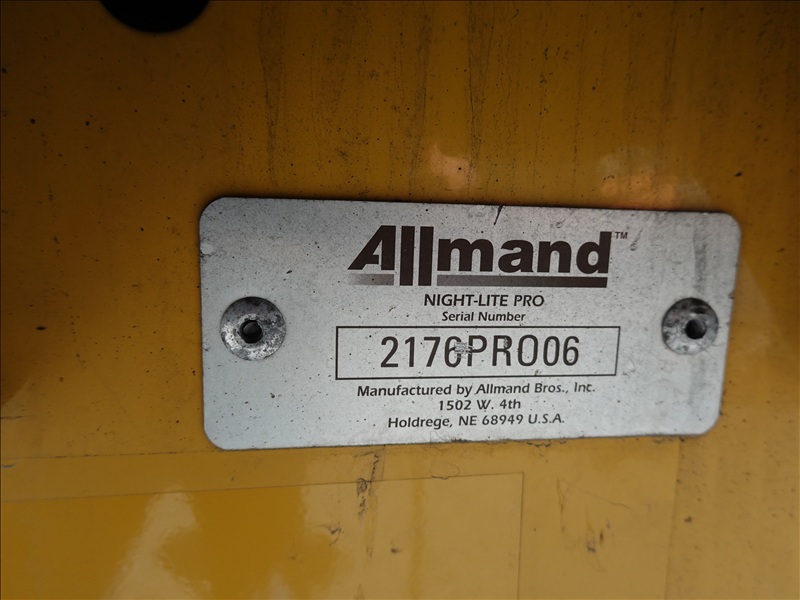 Allmand™
NIGHT-LITE PRO
Serial Number
2176PRO06
Manufactured by Allmand Bros., Inc.
1502 W. 4th
Holdrege, NE 68949 U.S.A.